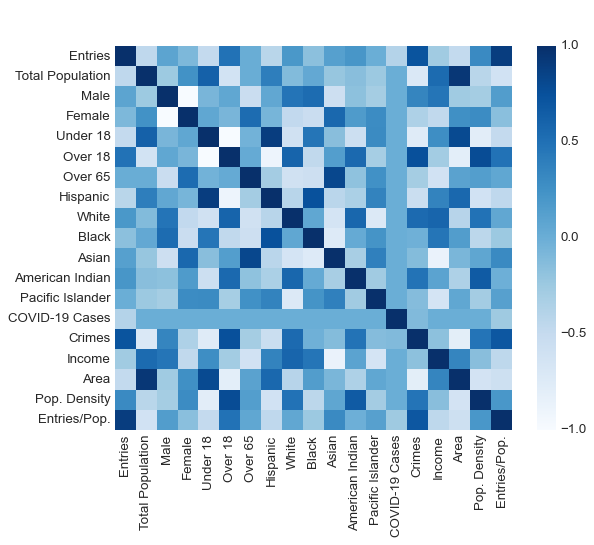 Entries
Total Population
Male
Female
Under 18
Over 18
Over 65
Hispanic
White
Black
Asian
American Indian
Pacific Islander
COVID-19 Cases
Crimes
Income
Area
Pop. Density
Entries/Pop.
Entries
Total Population
Male
Female
Under 18
Over 18
Over 65
Hispanic
White
Black
Asian
American Indian
Pacific Islander
COVID-19 Cases
Crimes
Income
Area
Pop. Density
Entries/Pop.
1.0
0.5
0.0
−0.5
−1.0